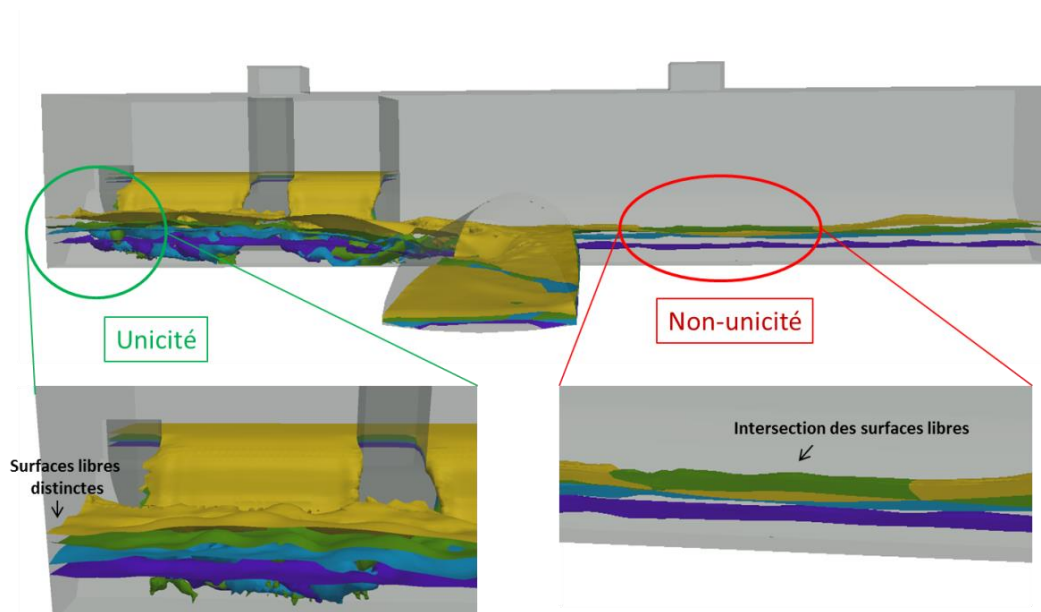 Unicité
Non-unicité
Surfaces libres
distinctes
Intersection des surfaces libres